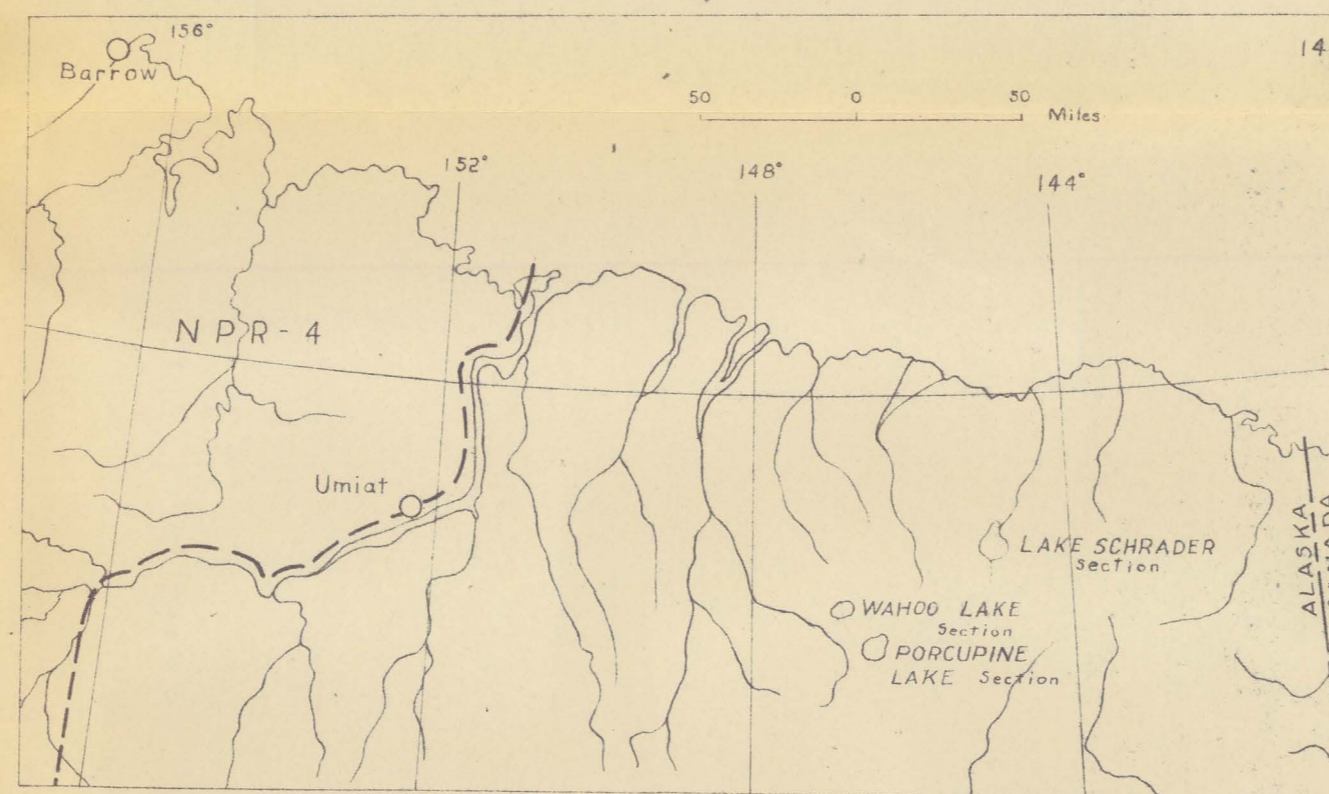 156°
Barrow
14
50 0 50 Miles
152°
148°
144°
NPR-4
Umiat
LAKE SCHRADER
Section
WAHOO LAKE
Section
PORCUPINE
LAKE Section
ALASKA